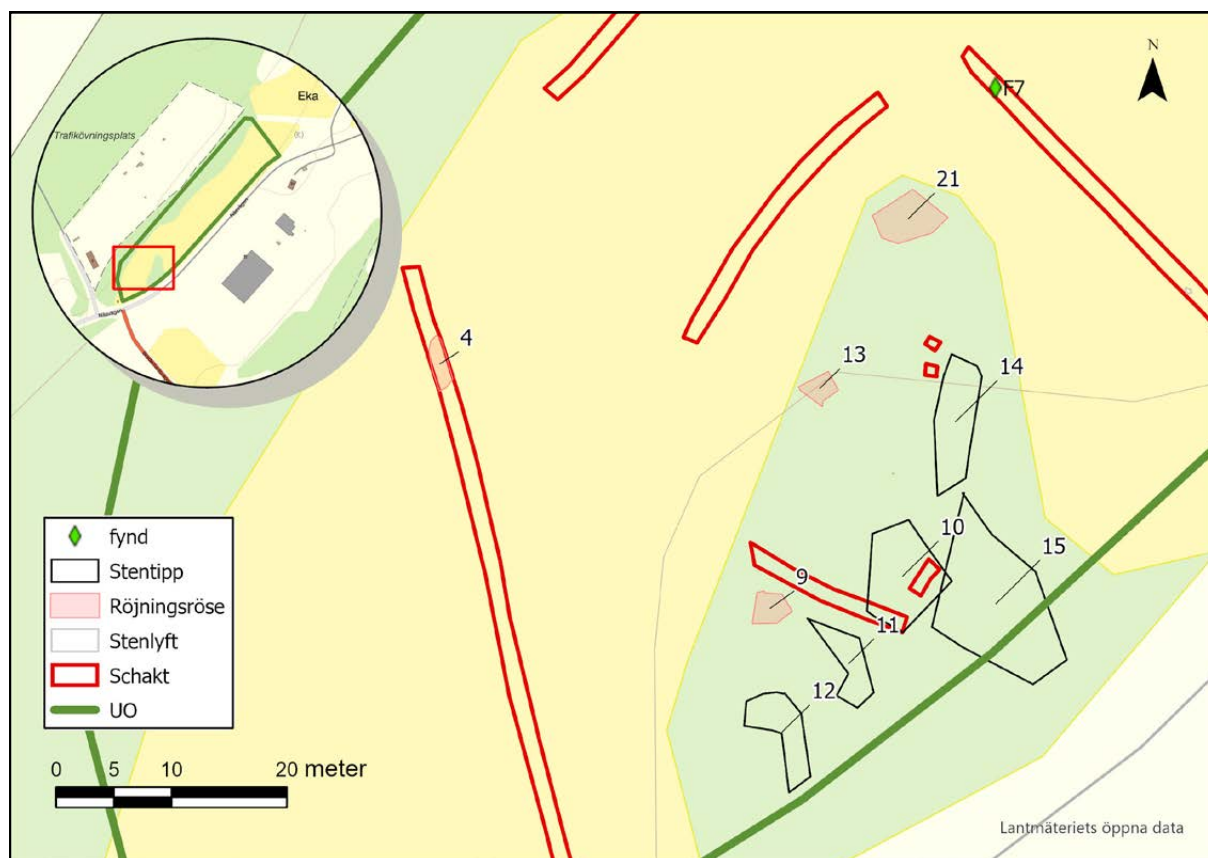 Eka
Trafikövningsplats
N
F7
21
4
13
14
10
15
9
11
12
fynd
Stentipp
Röjningsröse
Stenlyft
Schakt
UO
0 5 10 20 meter
Lantmäteriets öppna data